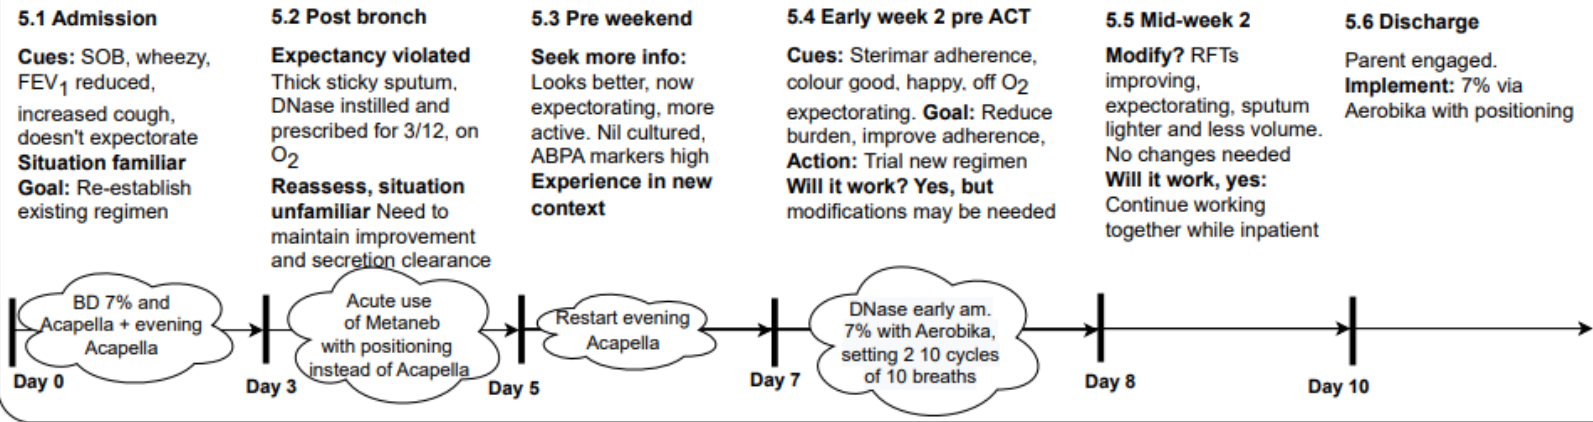 5.1 Admission
Cues: SOB, wheezy,
FEV1 reduced,
increased cough,
doesn't expectorate
Situation familiar
Goal: Re-establish
existing regimen
5.2 Post bronch
Expectancy violated
Thick sticky sputum,
DNase instilled and
prescribed for 3/12, on
O2
Reassess, situation
unfamiliar Need to
maintain improvement
and secretion clearance
5.3 Pre weekend
Seek more info:
Looks better, now
expectorating, more
active. Nil cultured,
ABPA markers high
Experience in new
context
5.4 Early week 2 pre ACT
Cues: Sterimar adherence,
colour good, happy, off O2
expectorating. Goal: Reduce
burden, improve adherence,
Action: Trial new regimen
Will it work? Yes, but
modifications may be needed
5.5 Mid-week 2
Modify? RFTs
improving,
expectorating, sputum
lighter and less volume.
No changes needed
Will it work, yes:
Continue working
together while inpatient
5.6 Discharge
Parent engaged.
Implement: 7% via
Aerobika with positioning
BD 7% and
Acapella + evening
Acapella
Acute use
of Metaneb
with positioning
instead of Acapella
Restart evening
Acapella
DNase early am.
7% with Aerobika,
setting 2 10 cycles
of 10 breaths
Day 0
Day 3
Day 5
Day 7
Day 8
Day 10